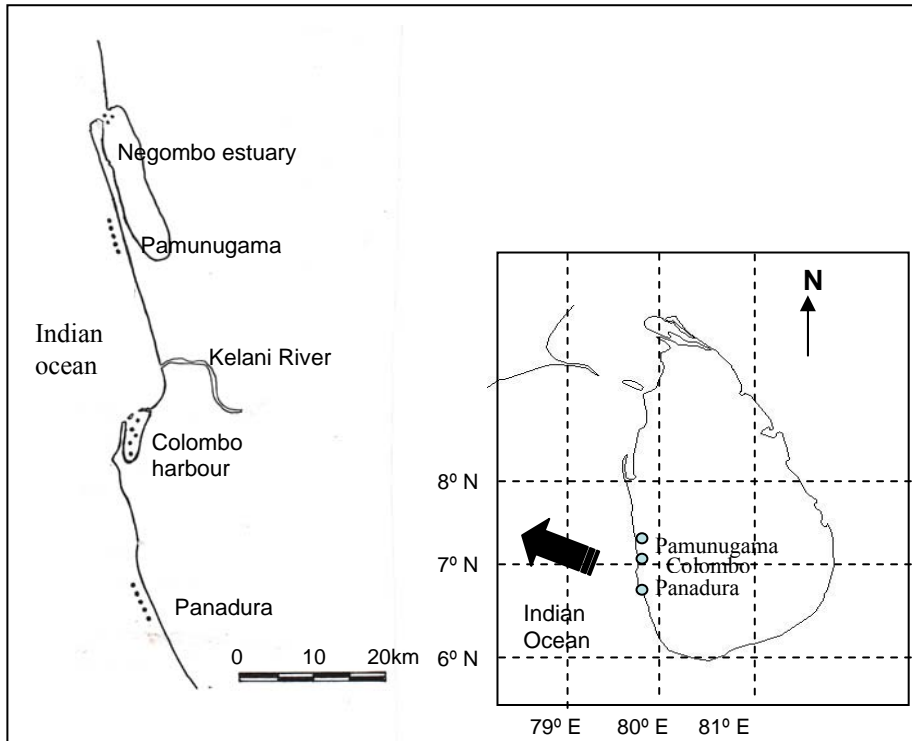 Negombo estuary
Pamunugama
Indian
ocean
Kelani River
Colombo
harbour
Panadura
0 10 20km
N
8º N
7º N
6º N
Pamunugama
Colombo
Panadura
Indian
Ocean
79º E 80º E 81º E